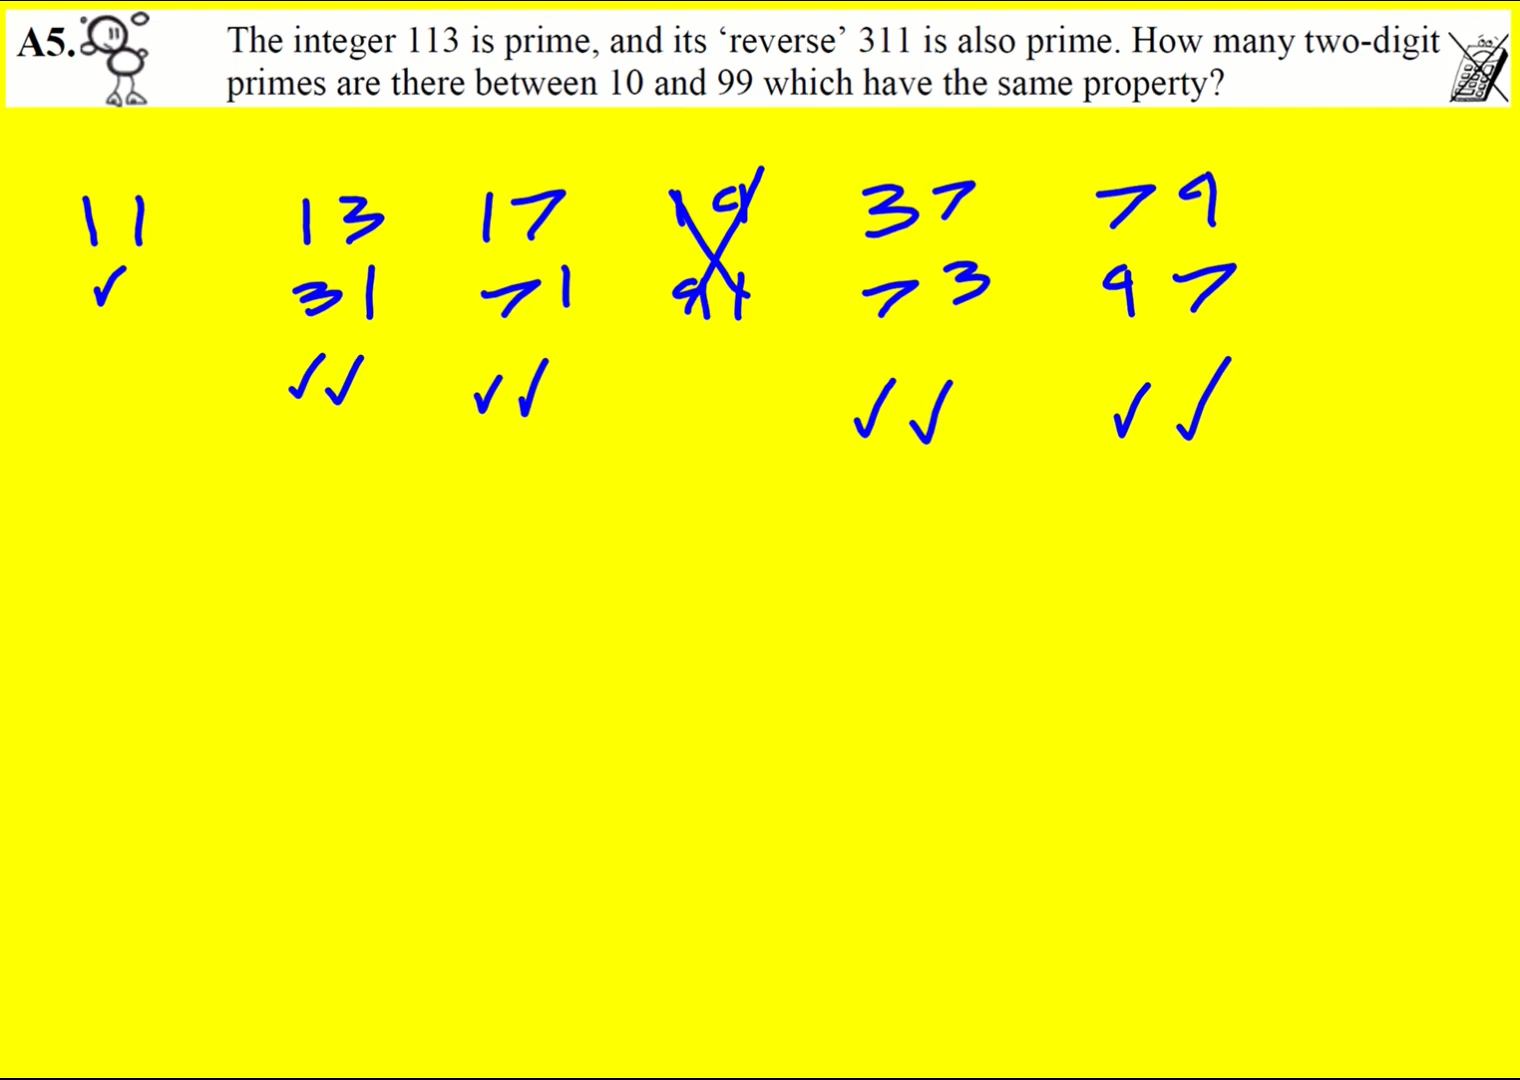 A5. The integer 113 is prime, and its ‘reverse’ 311 is also prime. How many two-digit
primes are there between 10 and 99 which have the same property?
11 13 17 19 37 79
✓ 31 71 91 73 97
✓✓ ✓✓ ✓✓ ✓✓